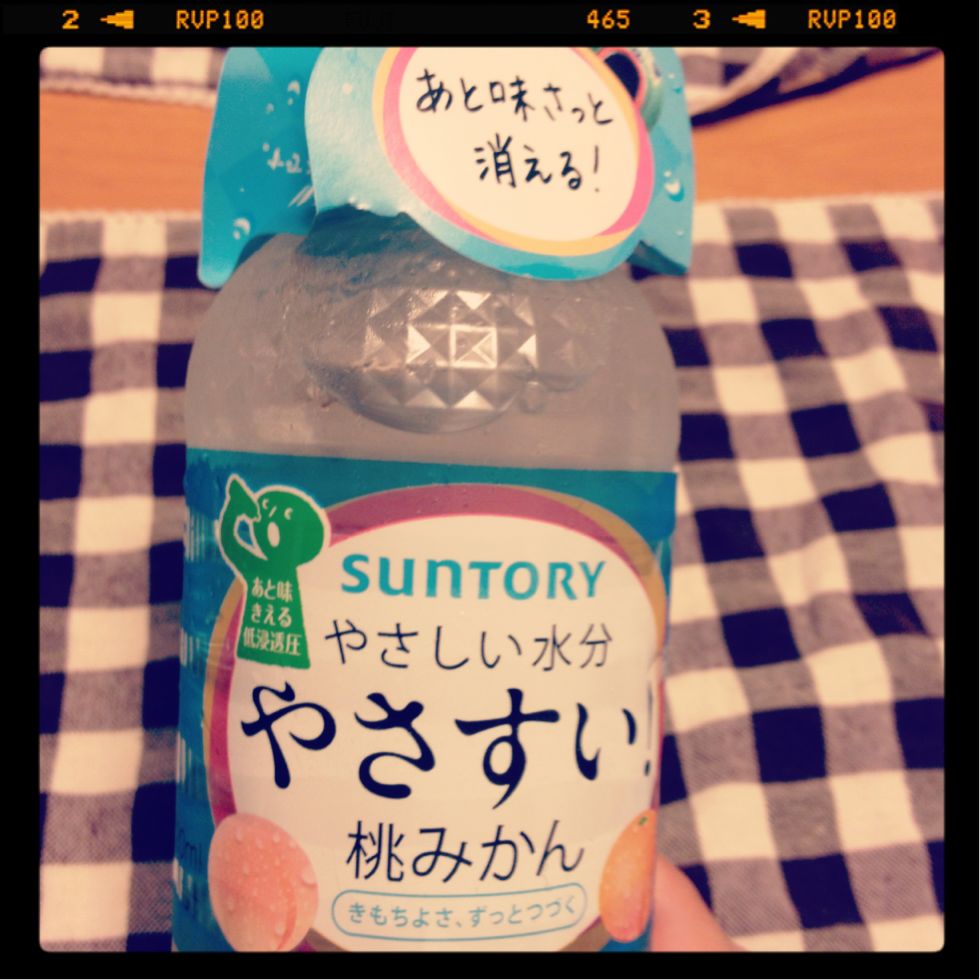 2 RVP100 465 3 RVP100
あと味さっと
消える!
あと味
きえる
低浸透圧
SUNTORY
やさしい水分
やさすい!
桃みかん
きもちよさ、ずっとつづく